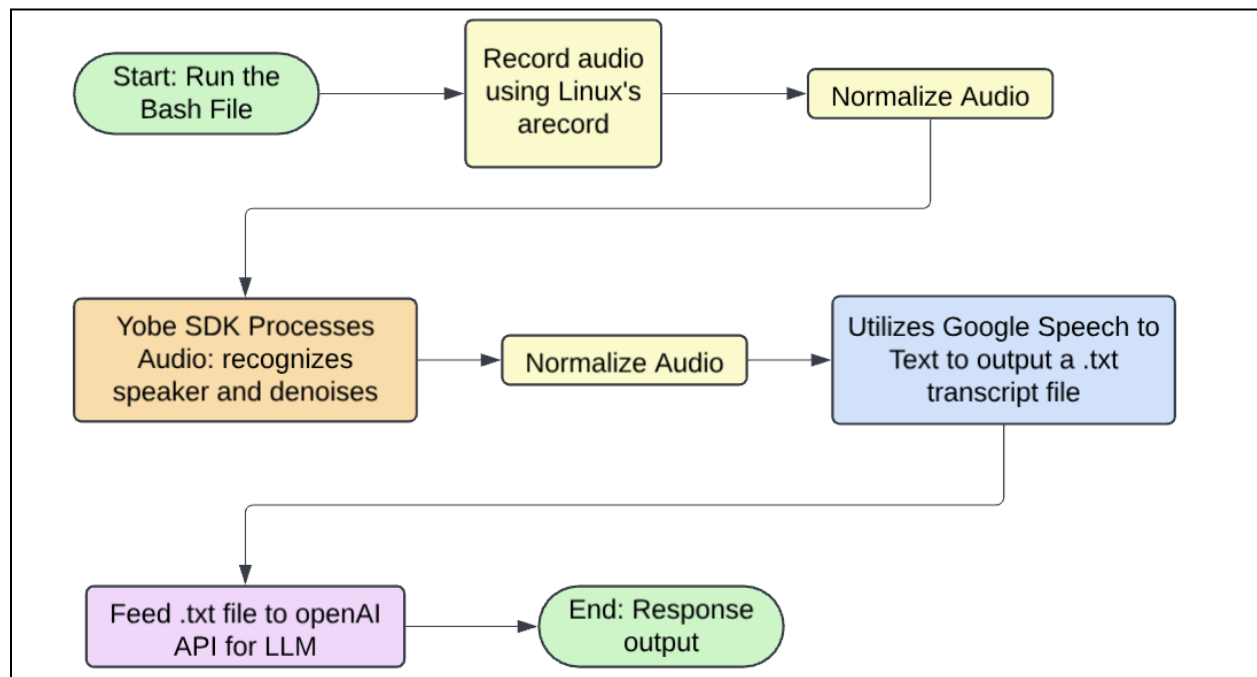 Start: Run the
Bash File
Record audio
using Linux's
arecord
Normalize Audio
Yobe SDK Processes
Audio: recognizes
speaker and denoises
Normalize Audio
Utilizes Google Speech to
Text to output a .txt
transcript file
Feed .txt file to openAI
API for LLM
End: Response
output